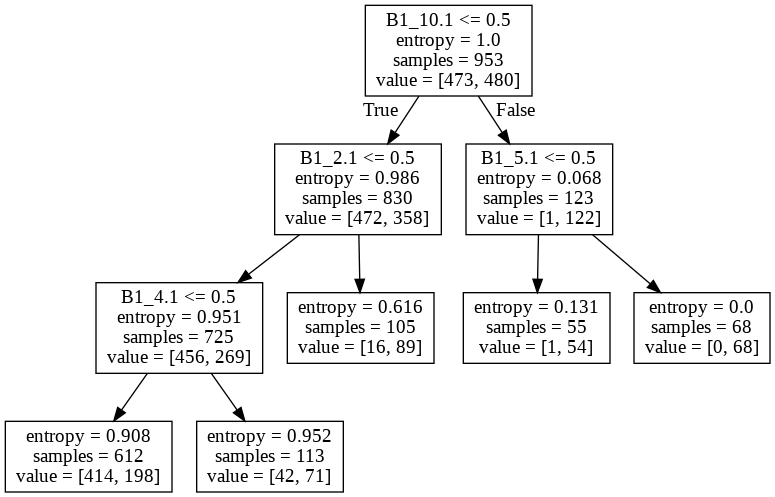 B1_10.1 <= 0.5
entropy = 1.0
samples = 953
value = [473, 480]
True
False
B1_2.1 <= 0.5
entropy = 0.986
samples = 830
value = [472, 358]
B1_5.1 <= 0.5
entropy = 0.068
samples = 123
value = [1, 122]
B1_4.1 <= 0.5
entropy = 0.951
samples = 725
value = [456, 269]
entropy = 0.616
samples = 105
value = [16, 89]
entropy = 0.131
samples = 55
value = [1, 54]
entropy = 0.0
samples = 68
value = [0, 68]
entropy = 0.908
samples = 612
value = [414, 198]
entropy = 0.952
samples = 113
value = [42, 71]